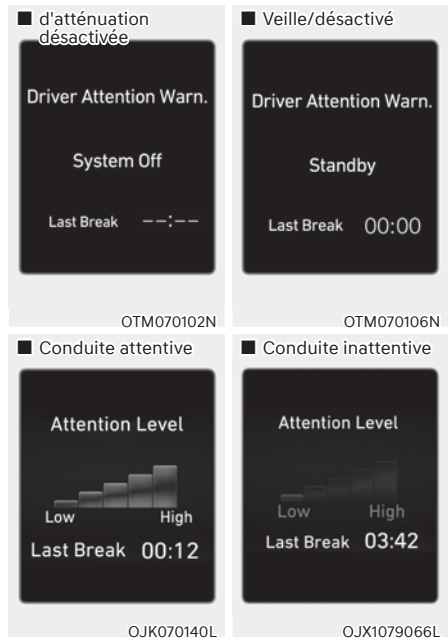 ■ d'atténuation
désactivée
Driver Attention Warn.
System Off
Last Break --:--
OTM070102N
■ Veille/désactivé
Driver Attention Warn.
Standby
Last Break 00:00
OTM070106N
■ Conduite attentive
Attention Level
Low High
Last Break 00:12
OJK070140L
■ Conduite inattentive
Attention Level
Low High
Last Break 03:42
OJX1079066L